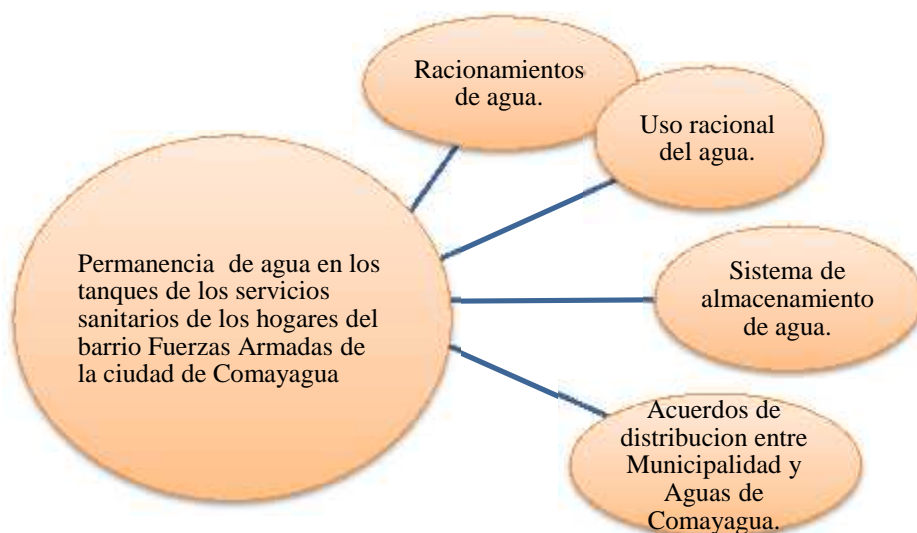 Racionamientos
de agua.
Uso racional
del agua.
Permanencia  de agua en los
tanques de los servicios
sanitarios de los hogares del
barrio Fuerzas Armadas de
la ciudad de Comayagua
Sistema de
almacenamiento
de agua.
Acuerdos de
distribucion entre
Municipalidad y
Aguas de
Comayagua.